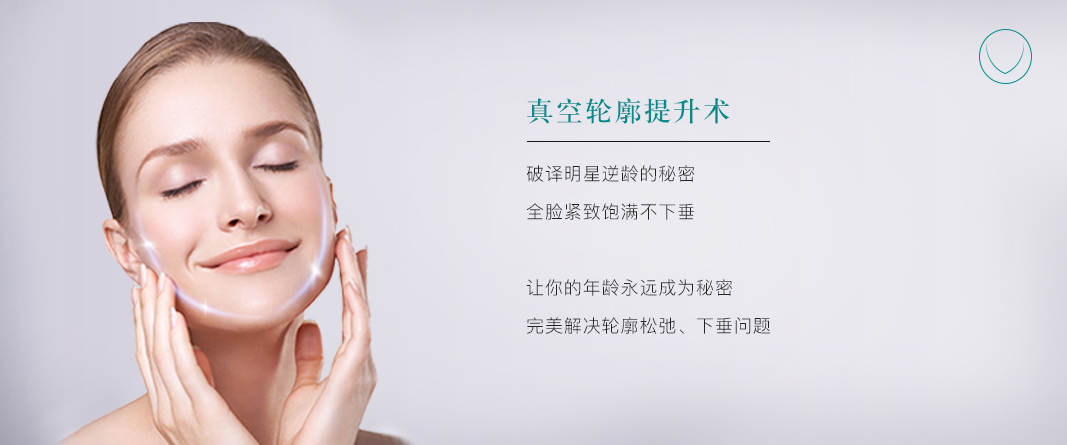 真空轮廓提升术
破译明星逆龄的秘密
全脸紧致饱满不下垂
让你的年龄永远成为秘密
完美解决轮廓松弛、下垂问题